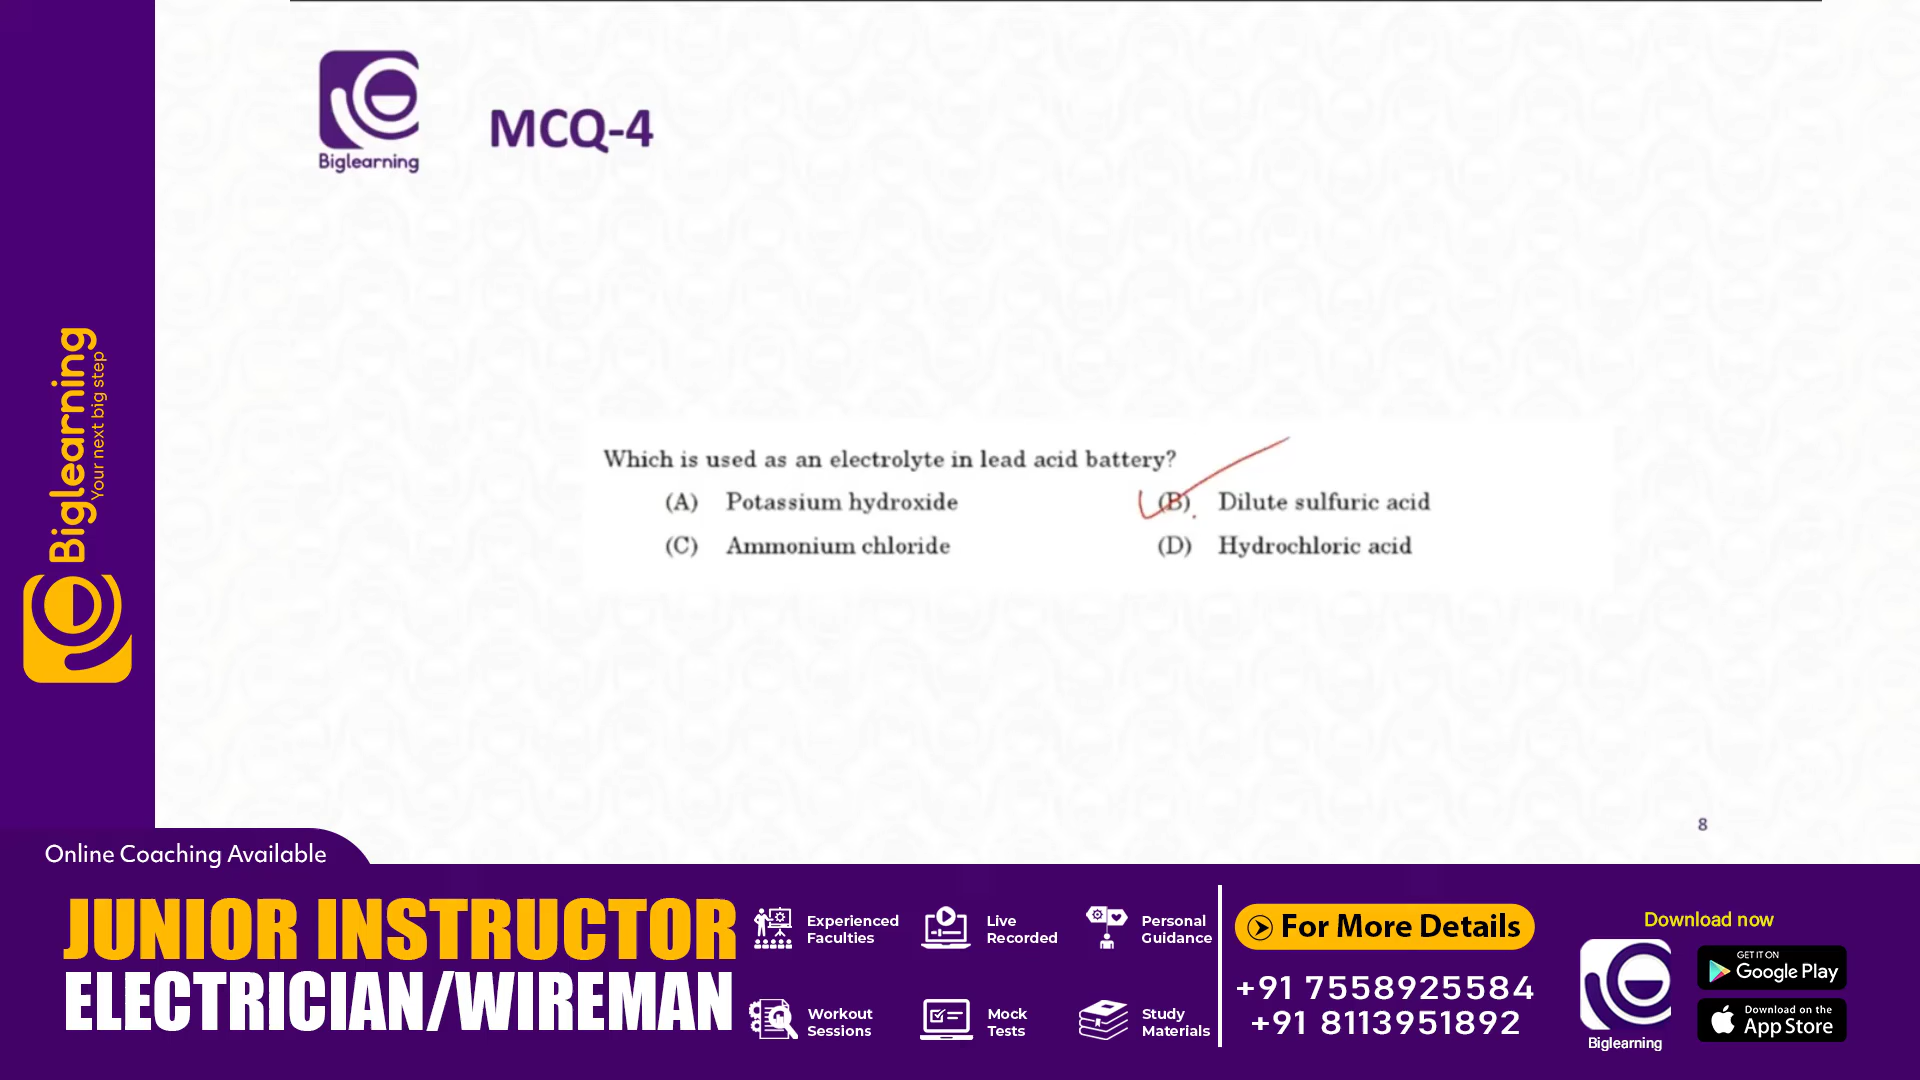 Biglearning
MCQ-4
Biglearning
Your next big step
Which is used as an electrolyte in lead acid battery?
(A) Potassium hydroxide (B) Dilute sulfuric acid
(C) Ammonium chloride (D) Hydrochloric acid
8
Online Coaching Available
JUNIOR INSTRUCTOR
ELECTRICIAN/WIREMAN
Experienced
Faculties
Live
Recorded
Personal
Guidance
Workout
Sessions
Mock
Tests
Study
Materials
For More Details
+91 7558925584
+91 8113951892
Download now
Biglearning
GET IT ON
Google Play
Download on the
App Store